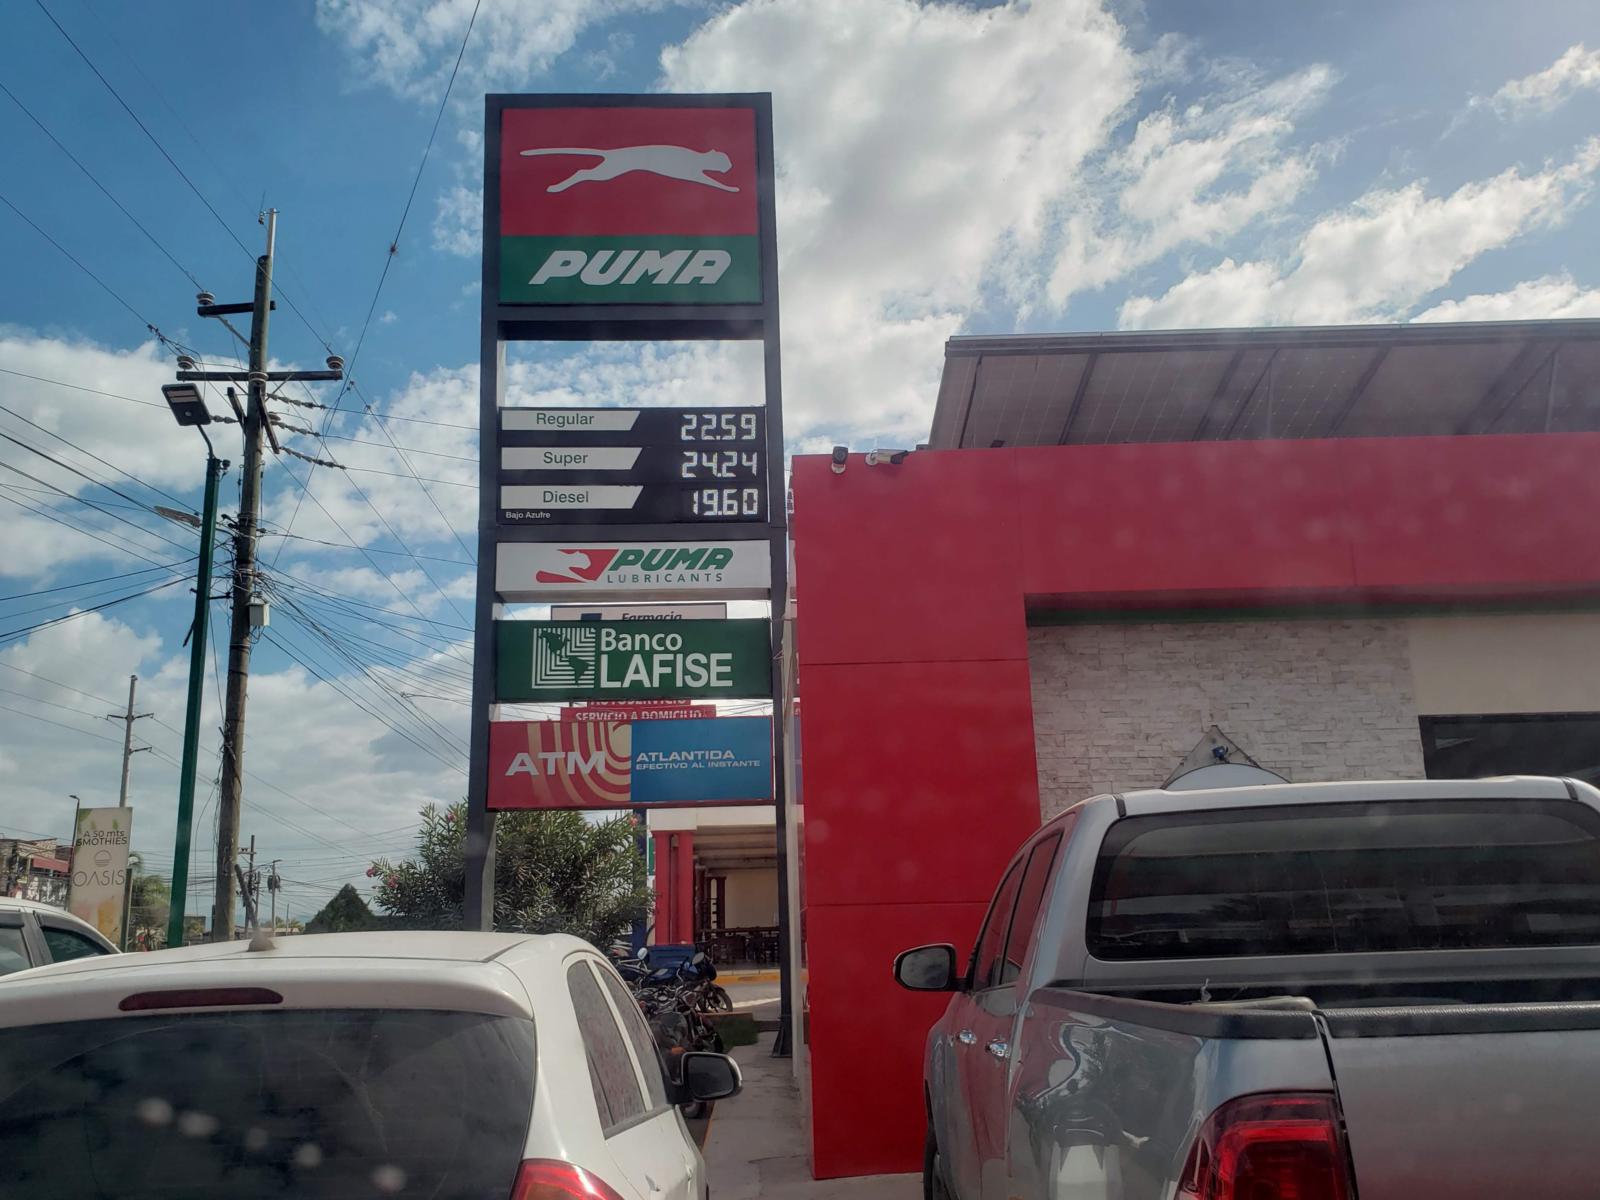 PUMA
Regular 22.59
Super 24.24
Diesel 19.60
Bajo Azufre
PUMA
LUBRICANTS
Farmacia
Banco
LAFISE
AUTOSERVICIO
SERVICIO A DOMICILIO
ATM
ATLANTIDA
EFECTIVO AL INSTANTE
A 50 mts
SMOTHIES
OASIS